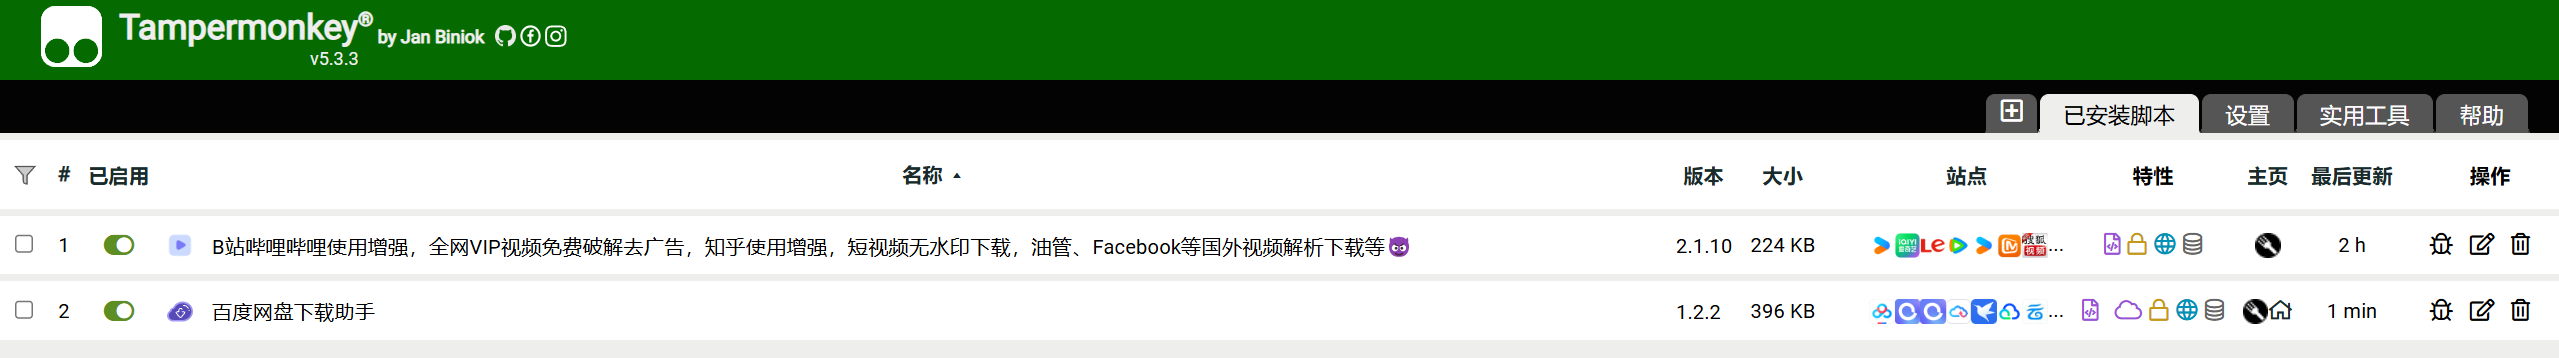 Tampermonkey® by Jan Biniok
v5.3.3
已安装脚本 设置 实用工具 帮助
# 已启用 名称 版本 大小 站点 特性 主页 最后更新 操作
1 B站哔哩哔哩使用增强，全网VIP视频免费破解去广告，知乎使用增强，短视频无水印下载，油管、Facebook等国外视频解析下载等😈 2.1.10 224 KB ... 2 h
2 百度网盘下载助手 1.2.2 396 KB ... 1 min